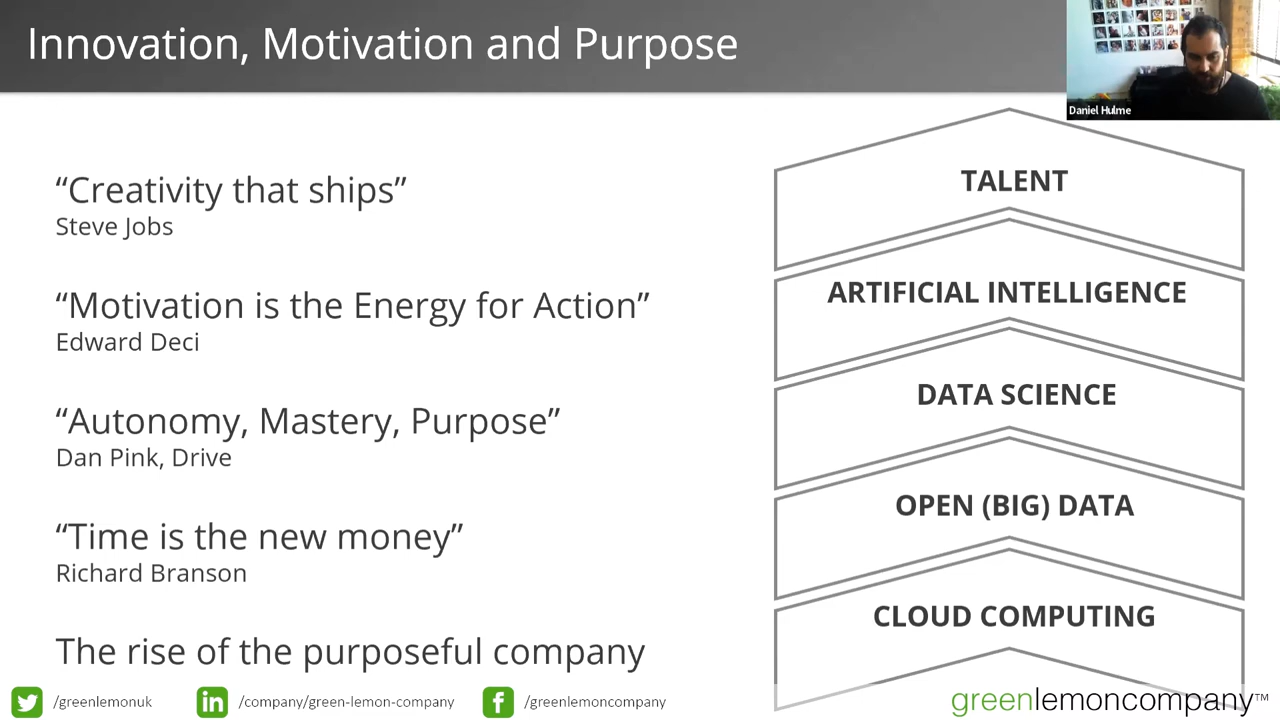 Innovation, Motivation and Purpose
Daniel Hulme
“Creativity that ships”
Steve Jobs
“Motivation is the Energy for Action”
Edward Deci
“Autonomy, Mastery, Purpose”
Dan Pink, Drive
“Time is the new money”
Richard Branson
The rise of the purposeful company
TALENT
ARTIFICIAL INTELLIGENCE
DATA SCIENCE
OPEN (BIG) DATA
CLOUD COMPUTING
/greenlemonuk
in /company/green-lemon-company
f /greenlemoncompany
greenlemoncompany™